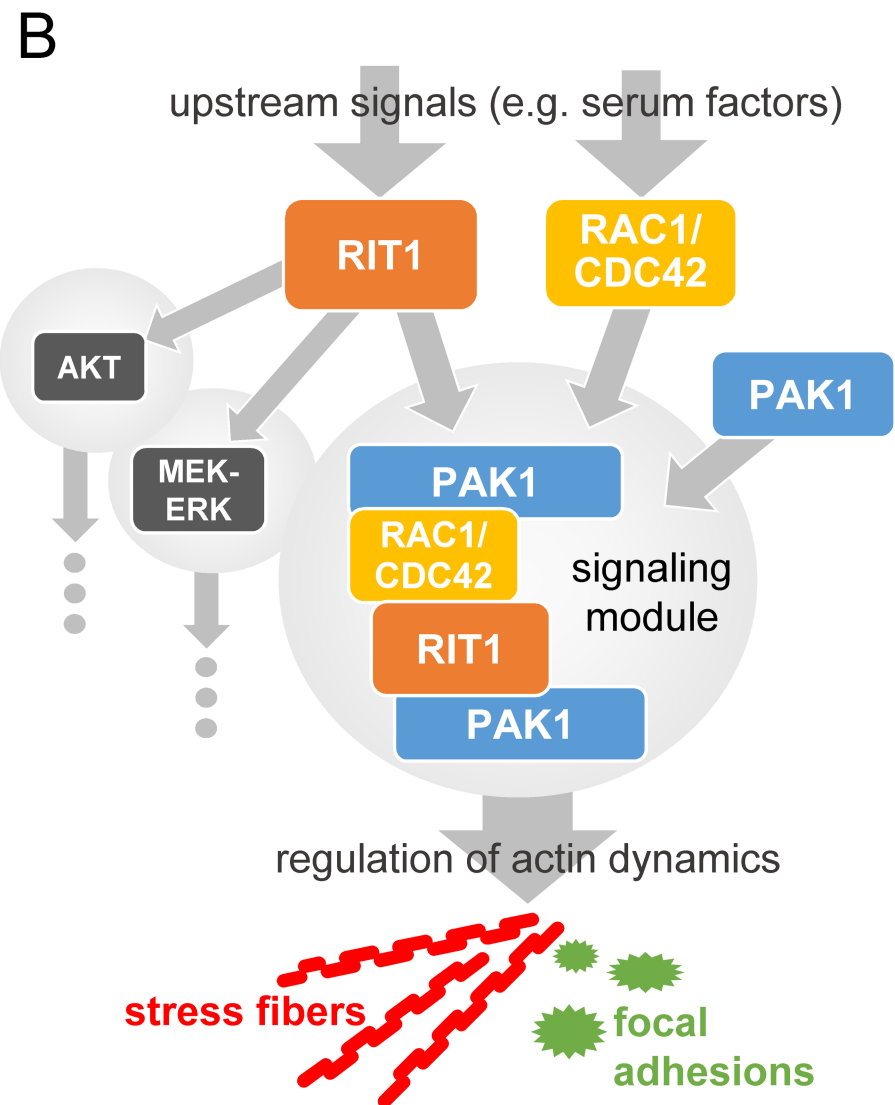 B
upstream signals (e.g. serum factors)
RIT1
RAC1/
CDC42
AKT
PAK1
MEK-
ERK
PAK1
RAC1/
CDC42
signaling
module
RIT1
PAK1
regulation of actin dynamics
stress fibers
focal
adhesions